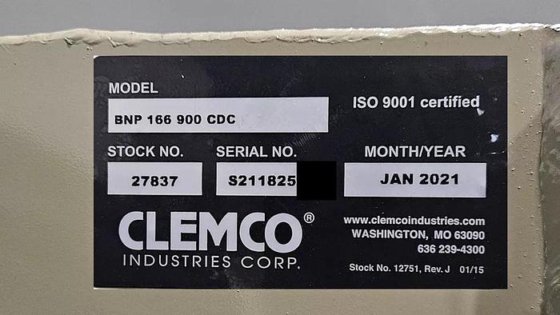 MODEL
BNP 166 900 CDC
ISO 9001 certified
STOCK NO.
SERIAL NO.
MONTH/YEAR
27837
S211825
JAN 2021
CLEMCO®
INDUSTRIES CORP.
www.clemcoindustries.com
WASHINGTON, MO 63090
636 239-4300
Stock No. 12751, Rev. J 01/15